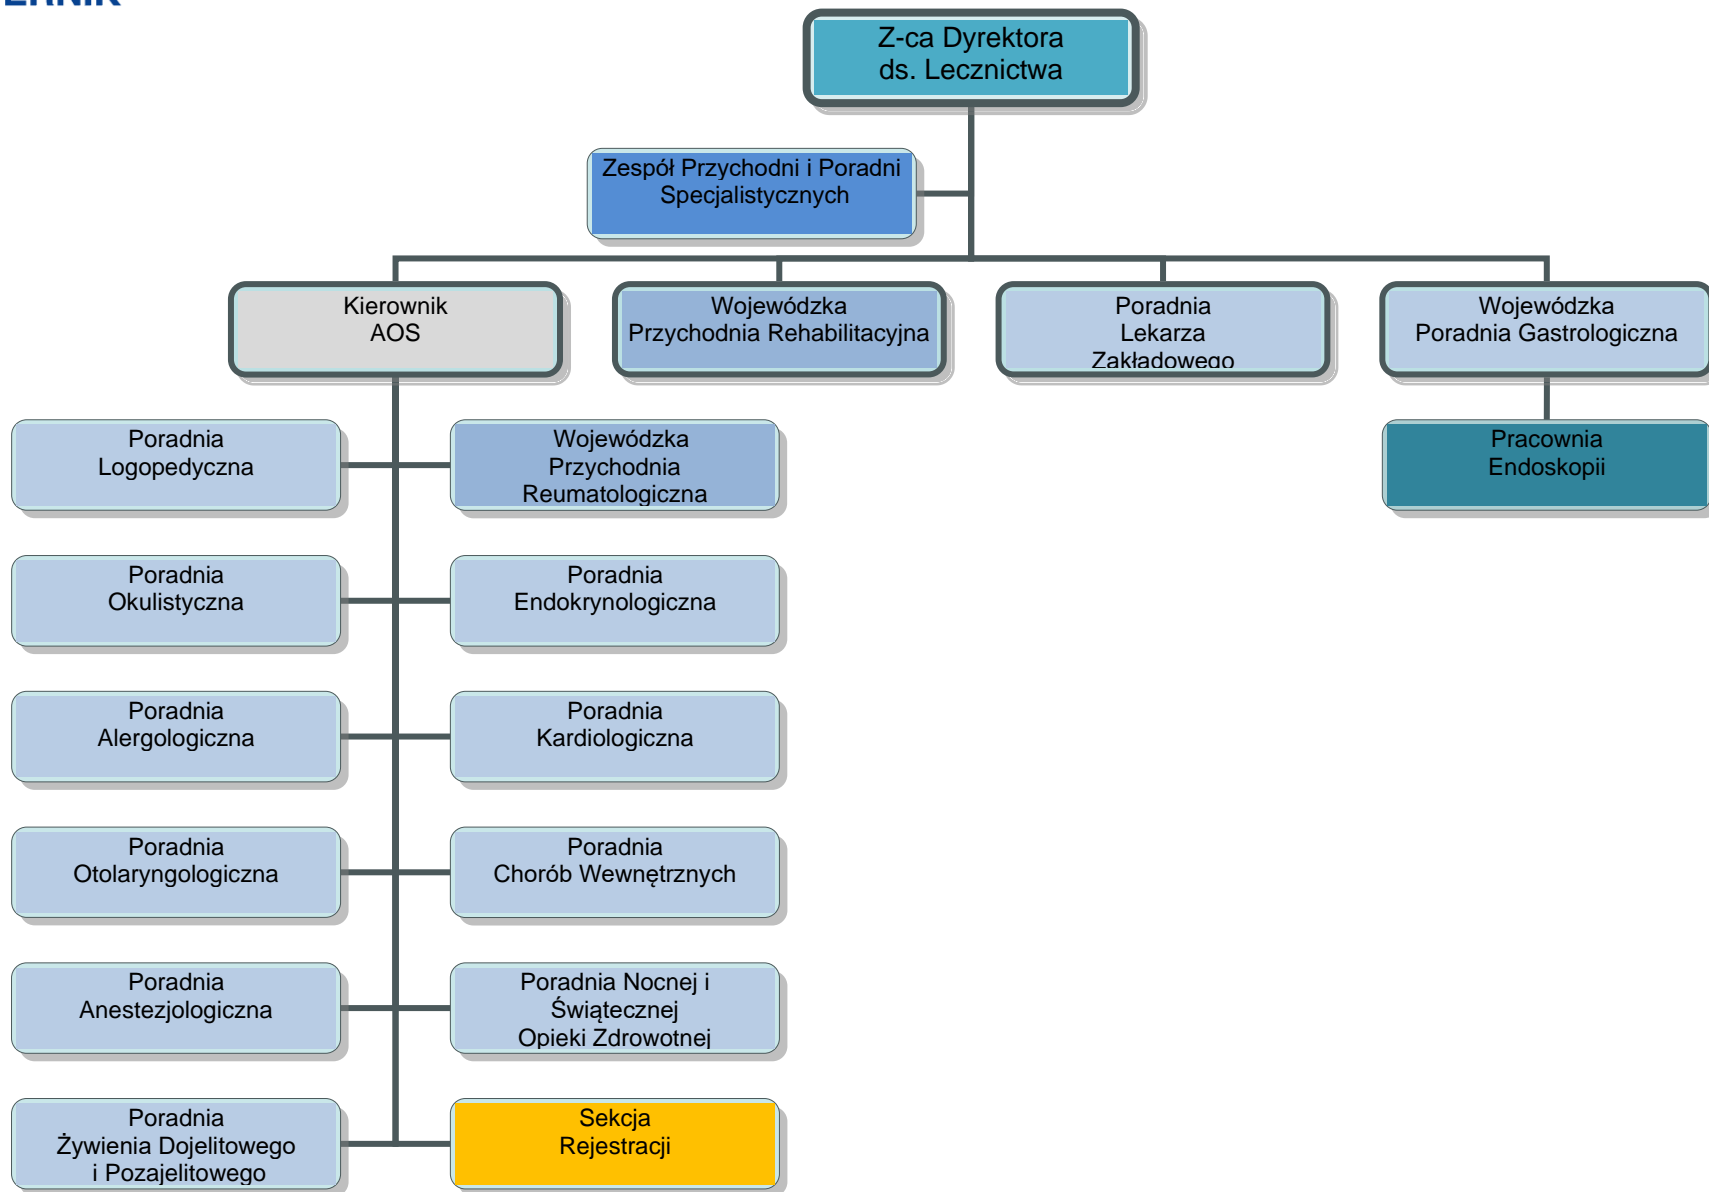 ERNIK
Z-ca Dyrektora
ds. Lecznictwa
Zespół Przychodni i Poradni
Specjalistycznych
Kierownik
AOS
Wojewódzka
Przychodnia Rehabilitacyjna
Poradnia
Lekarza
Zakładowego
Wojewódzka
Poradnia Gastrologiczna
Poradnia
Logopedyczna
Wojewódzka
Przychodnia
Reumatologiczna
Pracownia
Endoskopii
Poradnia
Okulistyczna
Poradnia
Endokrynologiczna
Poradnia
Alergologiczna
Poradnia
Kardiologiczna
Poradnia
Otolaryngologiczna
Poradnia
Chorób Wewnętrznych
Poradnia
Anestezjologiczna
Poradnia Nocnej i
Świątecznej
Opieki Zdrowotnej
Poradnia
Żywienia Dojelitowego
i Pozajelitowego
Sekcja
Rejestracji